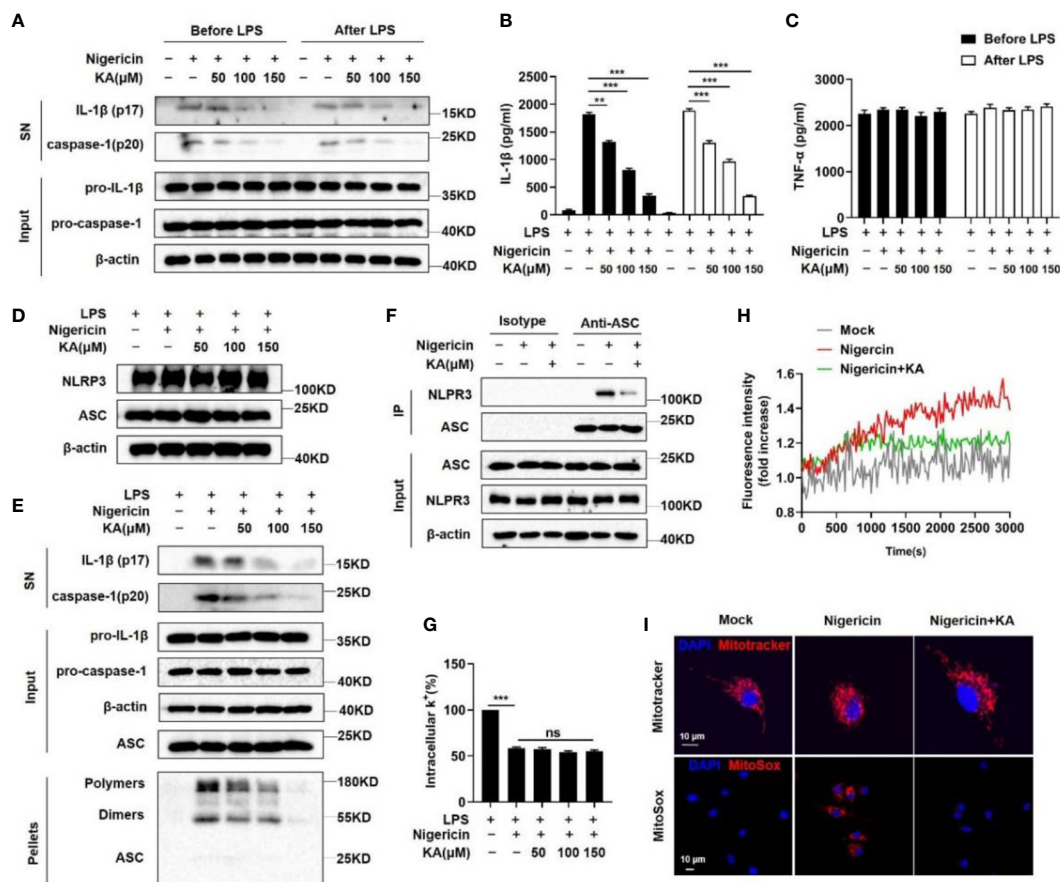 A
Before LPS After LPS
Nigericin − + + + + − + + + +
KA(μM) − − 50 100 150 − − 50 100 150
SN
IL-1β (p17)
15KD
caspase-1(p20)
25KD
Input
pro-IL-1β
35KD
pro-caspase-1
40KD
β-actin
40KD
B
IL-1β (pg/ml)
2500
2000
1500
1000
500
0
*** *** ** *** *** ***
LPS + + + + + + + + + +
Nigericin − + + + + − + + + +
KA(μM) − − 50 100 150 − − 50 100 150
C
Before LPS
After LPS
TNF-α (pg/ml)
3000
2000
1000
0
LPS + + + + + + + + + +
Nigericin − + + + + − + + + +
KA(μM) − − 50 100 150 − − 50 100 150
D
LPS + + + + +
Nigericin − + + + +
KA(μM) − − 50 100 150
NLRP3
100KD
ASC
25KD
β-actin
40KD
E
LPS + + + + +
Nigericin − + + + +
KA(μM) − − 50 100 150
SN
IL-1β (p17)
15KD
caspase-1(p20)
25KD
Input
pro-IL-1β
35KD
pro-caspase-1
40KD
β-actin
40KD
ASC
25KD
Pellets
Polymers
180KD
Dimers
55KD
ASC
25KD
F
Isotype Anti-ASC
Nigericin − + + − + +
KA(μM) − − + − − +
IP
NLPR3
100KD
ASC
25KD
Input
ASC
25KD
NLPR3
100KD
β-actin
40KD
G
Intracellular k+(%)
150
100
50
0
*** ns
LPS + + + + +
Nigericin − + + + +
KA(μM) − − 50 100 150
H
Mock
Nigercin
Nigericin+KA
Fluoresence intensity
(fold increase)
1.6
1.4
1.2
1.0
0.8
0 500 1000 1500 2000 2500 3000
Time(s)
I
Mock Nigericin Nigericin+KA
Mitotracker
DAPI Mitotracker
10 μm
MitoSox
DAPI MitoSox
10 μm